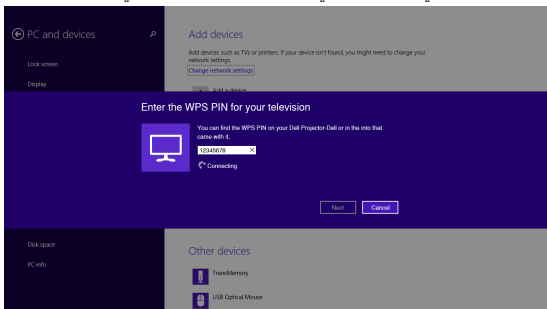 PC and devices
Lock screen
Display
Disk space
PC info
Add devices
Add devices such as TVs or printers. If your device isn't found, you might need to change your
network settings.
Change network settings
Add a device
Enter the WPS PIN for your television
You can find the WPS PIN on your Dell Projector-Dell or in the into that
came with it.
12345678
Connecting
Next
Cancel
Other devices
TransMemory
USB Optical Mouse